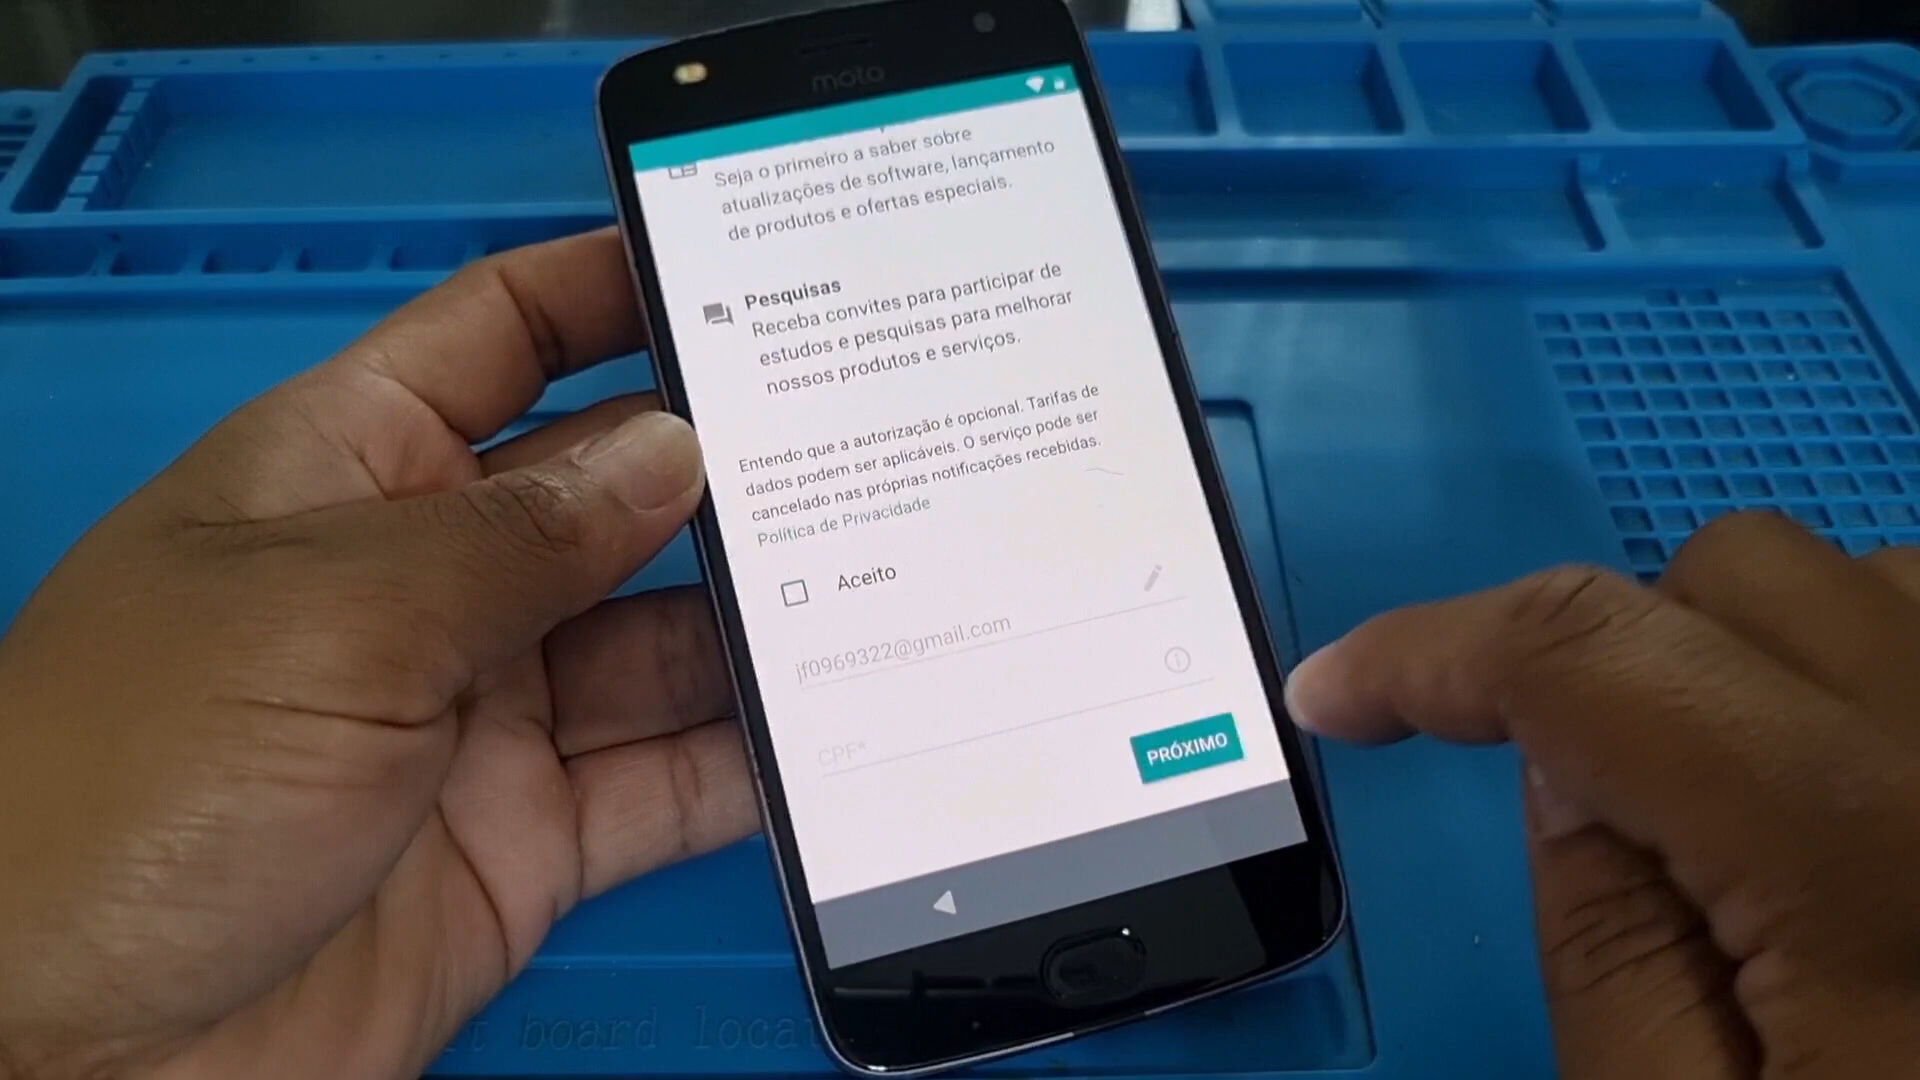 moto
Seja o primeiro a saber sobre
atualizações de software, lançamento
de produtos e ofertas especiais.
Pesquisas
Receba convites para participar de
estudos e pesquisas para melhorar
nossos produtos e serviços.
Entendo que a autorização é opcional. Tarifas de
dados podem ser aplicáveis. O serviço pode ser
cancelado nas próprias notificações recebidas.
Política de Privacidade
Aceito
jf0969322@gmail.com
CPF*
PRÓXIMO
board